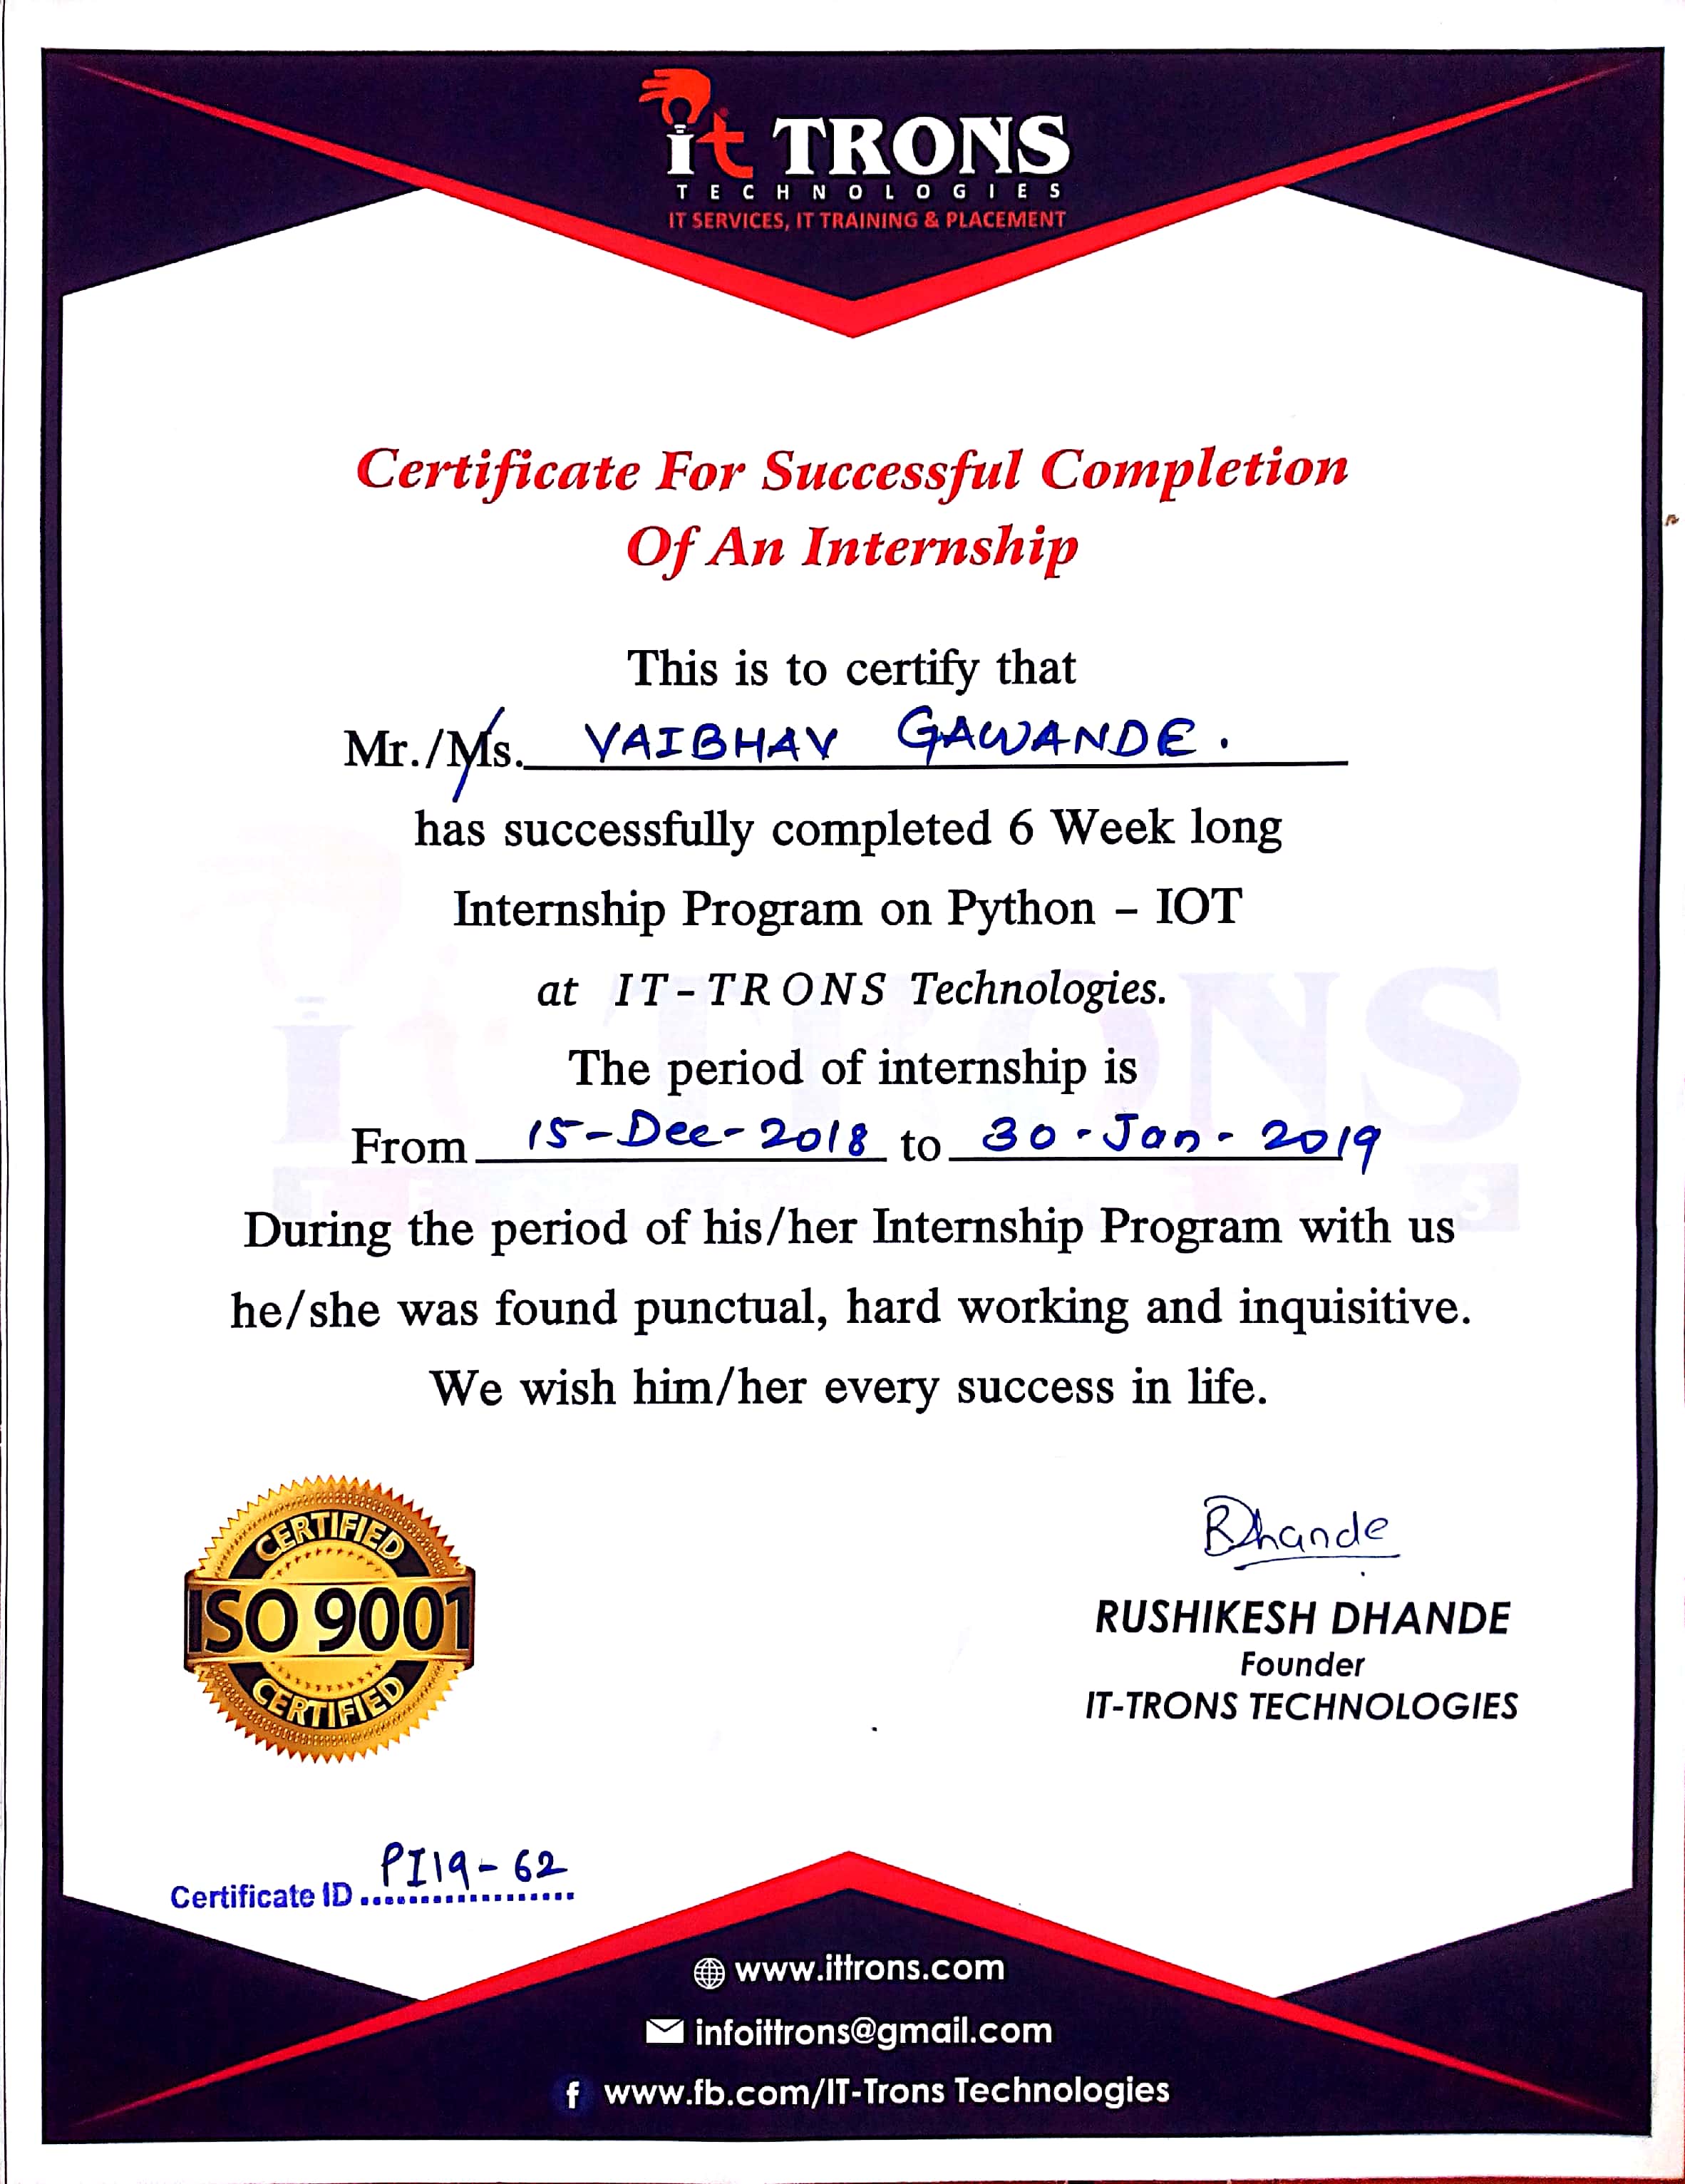 it TRONS
TECHNOLOGIES
IT SERVICES, IT TRAINING & PLACEMENT
Certificate For Successful Completion
Of An Internship
This is to certify that
Mr./Ms. VAIBHAV GAWANDE.
has successfully completed 6 Week long
Internship Program on Python – IOT
at IT-TRONS Technologies.
The period of internship is
From 15-Dec-2018 to 30-Jan-2019
During the period of his/her Internship Program with us
he/she was found punctual, hard working and inquisitive.
We wish him/her every success in life.
CERTIFIED
ISO 9001
CERTIFIED
RDhande
RUSHIKESH DHANDE
Founder
IT-TRONS TECHNOLOGIES
Certificate ID PI19-62
www.ittrons.com
infoittrons@gmail.com
f www.fb.com/IT-Trons Technologies